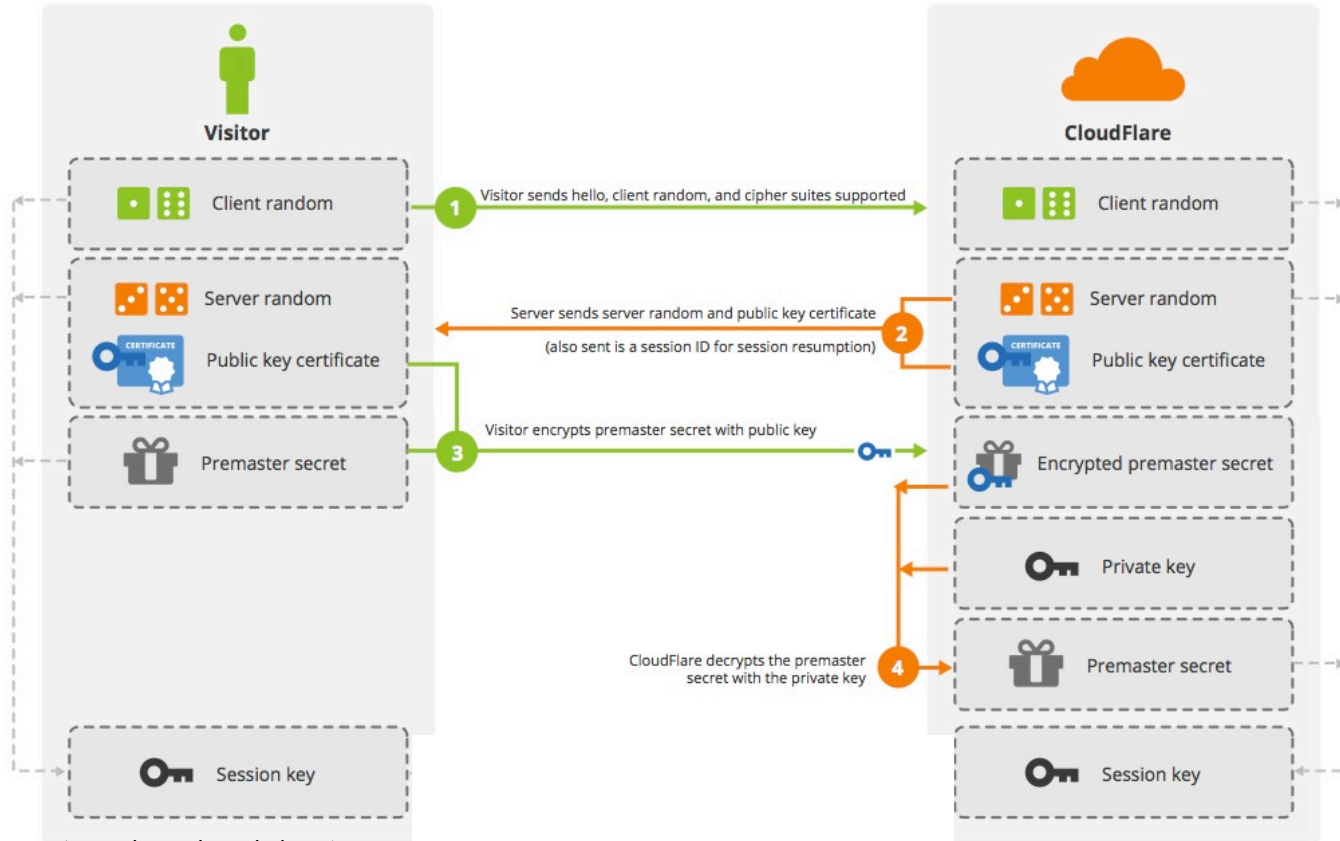 Visitor
CloudFlare
Client random
1
Visitor sends hello, client random, and cipher suites supported
Client random
Server random
CERTIFICATE
Public key certificate
Server sends server random and public key certificate
(also sent is a session ID for session resumption)
2
Server random
CERTIFICATE
Public key certificate
Premaster secret
3
Visitor encrypts premaster secret with public key
Encrypted premaster secret
Private key
CloudFlare decrypts the premaster
secret with the private key
4
Premaster secret
Session key
Session key